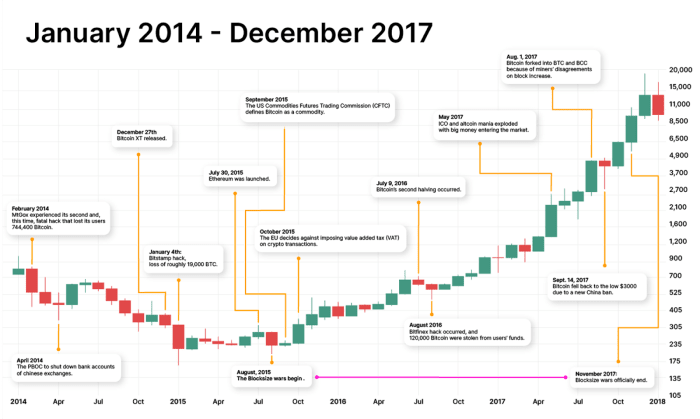 January 2014 - December 2017
Aug. 1, 2017
Bitcoin forked into BTC and BCC
because of miners' disagreements
on block increase.
September 2015
The US Commodities Futures Trading Commission (CFTC)
defines Bitcoin as a commodity.
May 2017
ICO and altcoin mania exploded
with big money entering the market.
December 27th
Bitcoin XT released.
July 30, 2015
Ethereum was launched.
July 9, 2016
Bitcoin's second halving occurred.
February 2014
MtGox experienced its second and,
this time, fatal hack that lost its users
744,400 Bitcoin.
October 2015
The EU decides against imposing value added tax (VAT)
on crypto transactions.
January 4th:
Bitstamp hack,
loss of roughly 19,000 BTC.
Sept. 14, 2017
Bitcoin fell back to the low $3000
due to a new China ban.
August 2016
Bitfinex hack occurred, and
120,000 Bitcoin were stolen from users' funds.
April 2014
The PBOC to shut down bank accounts
of chinese exchanges.
August, 2015
The Blocksize wars begin .
November 2017:
Blocksize wars officially end.
20,000
15,000
11,000
8,500
6,500
4,900
3,700
2,700
2,100
1,600
1,200
900
700
525
405
305
235
175
135
105
2014
Apr
Jul
Oct
2015
Apr
Jul
Oct
2016
Apr
Jul
Oct
2017
Apr
Jul
Oct
2018